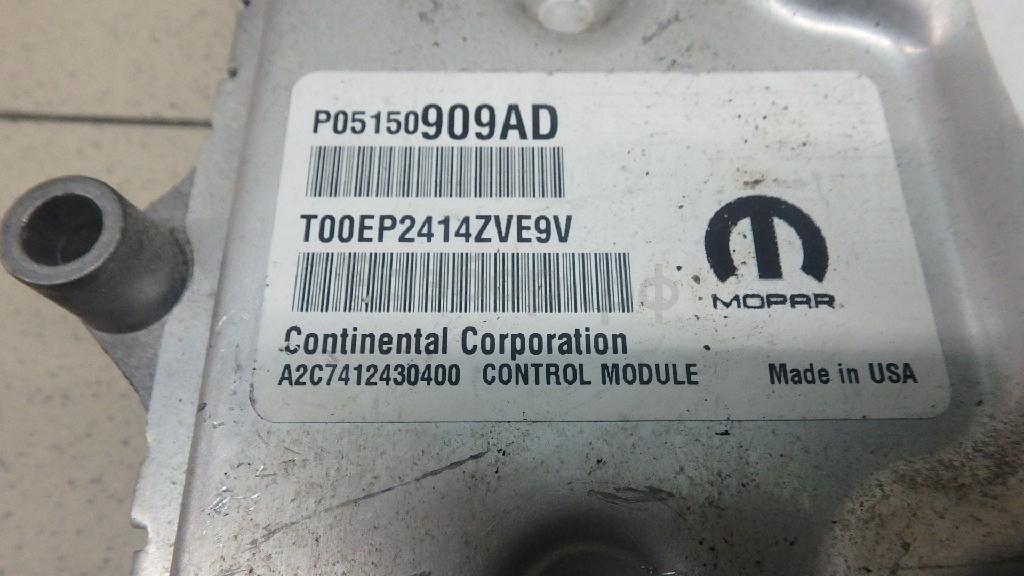 P05150909AD
T00EP2414ZVE9V
MOPAR
Continental Corporation
A2C7412430400 CONTROL MODULE Made in USA